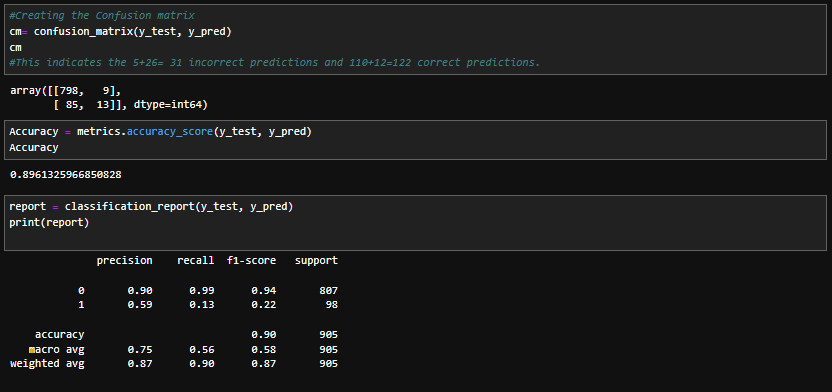 #Creating the Confusion matrix
cm= confusion_matrix(y_test, y_pred)
cm
#This indicates the 5+26= 31 incorrect predictions and 110+12=122 correct predictions.
array([[798,   9],
       [ 85,  13]], dtype=int64)
Accuracy = metrics.accuracy_score(y_test, y_pred)
Accuracy
0.8961325966850828
report = classification_report(y_test, y_pred)
print(report)
              precision    recall  f1-score   support
           0       0.90      0.99      0.94       807
           1       0.59      0.13      0.22        98
    accuracy                           0.90       905
   macro avg       0.75      0.56      0.58       905
weighted avg       0.87      0.90      0.87       905